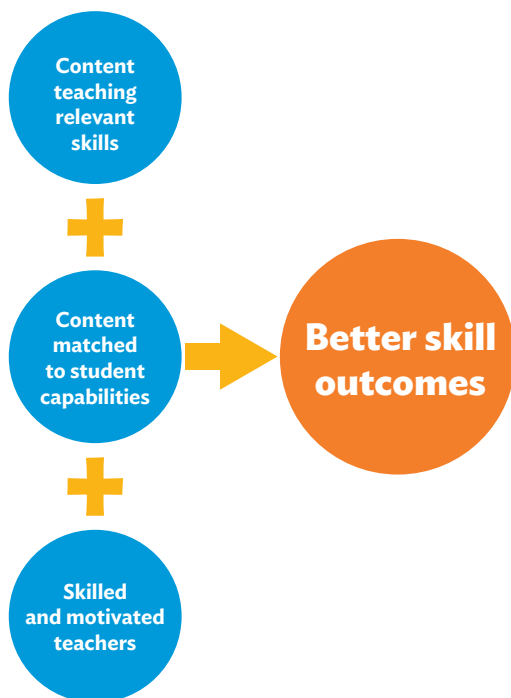 Content
teaching
relevant
skills
Content
matched
to student
capabilities
Better skill
outcomes
Skilled
and motivated
teachers